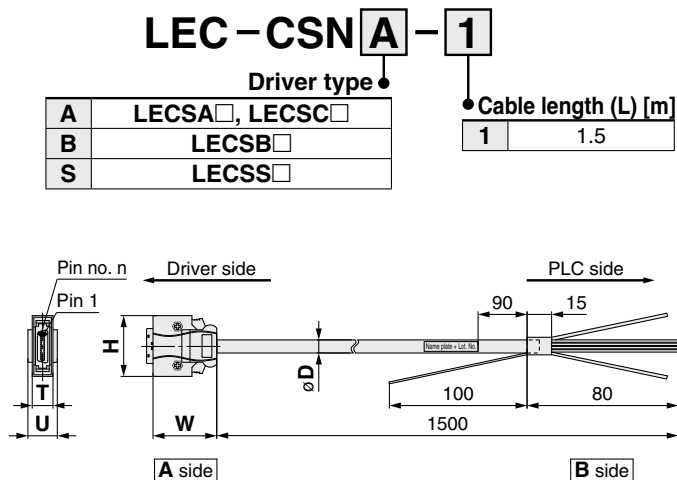 LEC－CSN A － 1
Driver type
A LECSA□, LECSC□
B LECSB□
S LECSS□
Cable length (L) [m]
1 1.5
Pin no. n
Pin 1
Driver side
PLC side
90 15
H
Name plate + Lot. No.
øD
T
U
W
100 80
1500
A side
B side